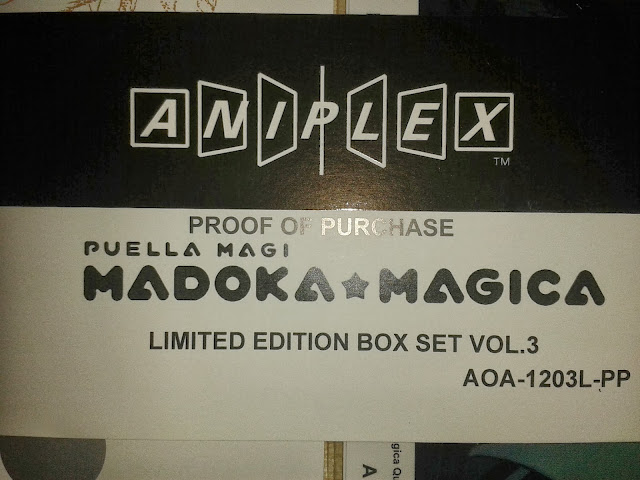 ANIPLEX
TM
PROOF OF PURCHASE
PUELLA MAGI
MADOKA★MAGICA
LIMITED EDITION BOX SET VOL.3
AOA-1203L-PP